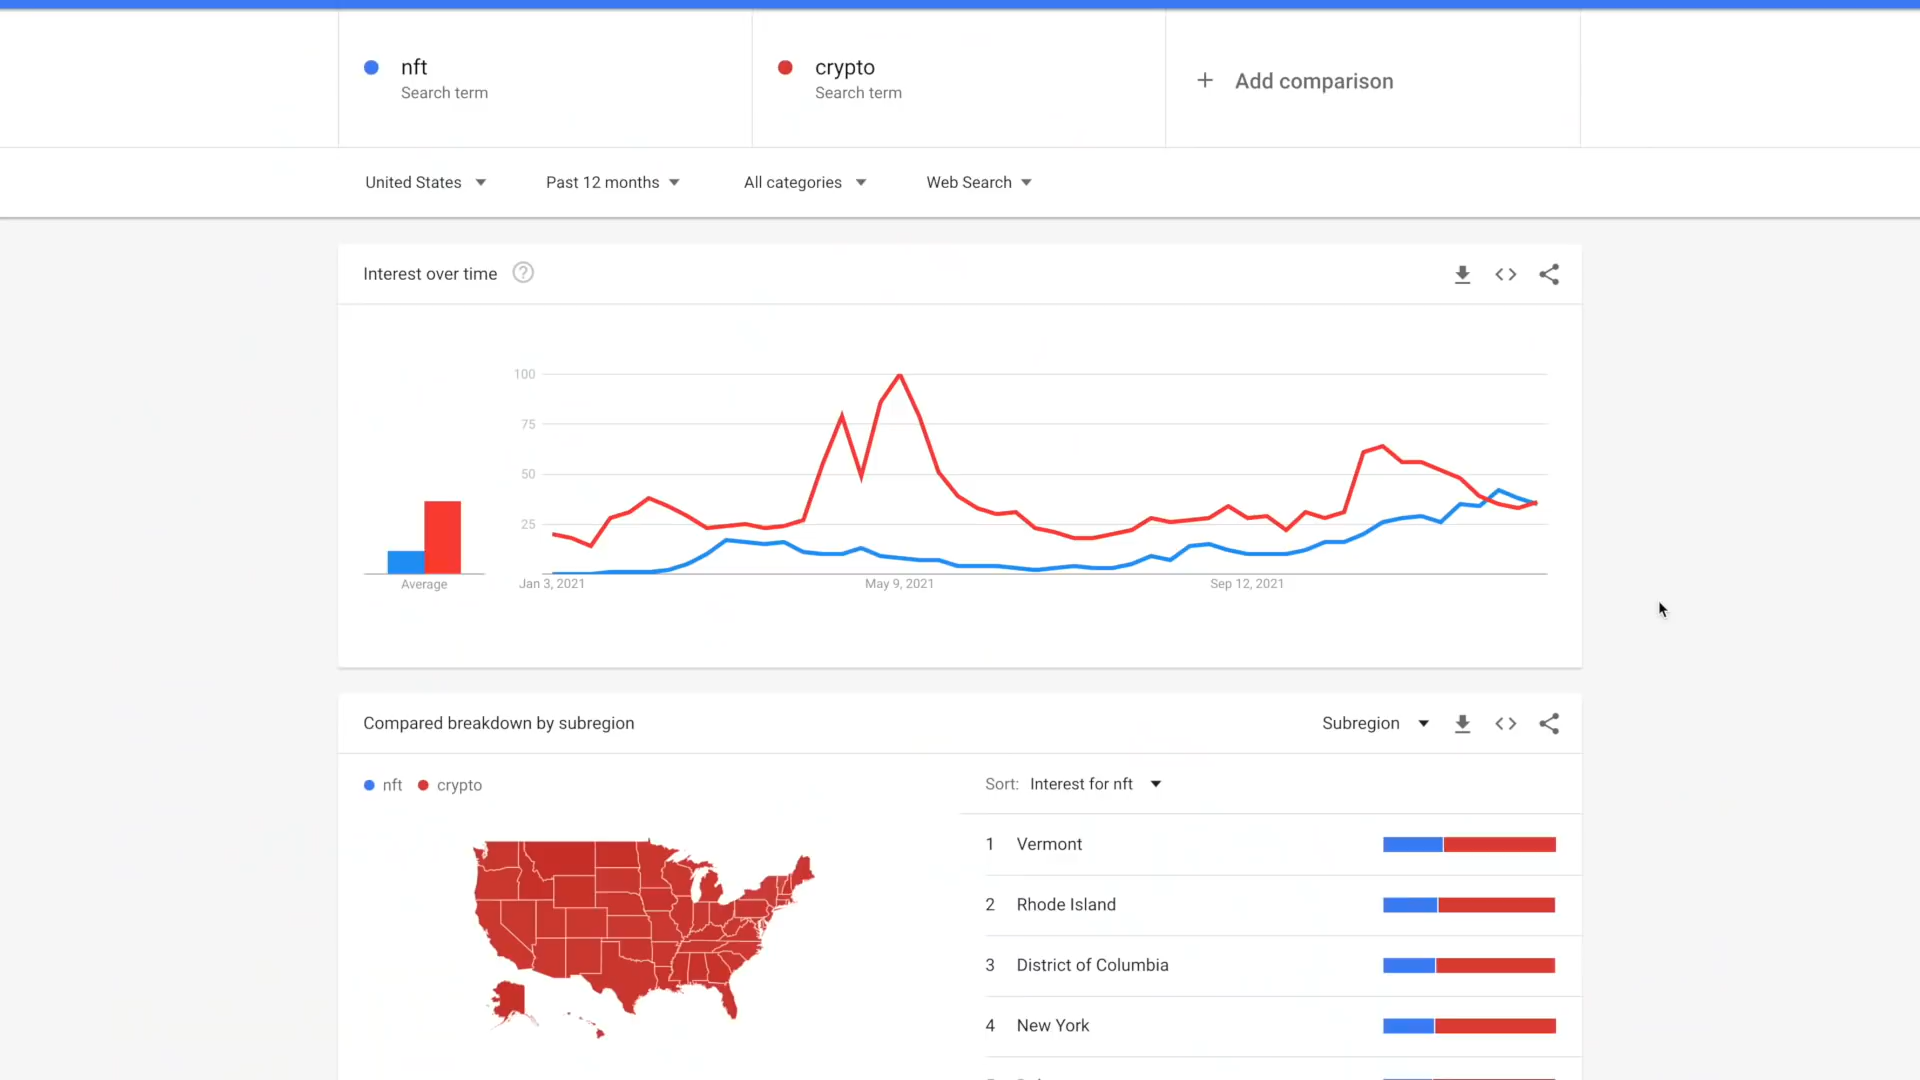 nft
Search term
crypto
Search term
+ Add comparison
United States
Past 12 months
All categories
Web Search
Interest over time
100
75
50
25
Average
Jan 3, 2021
May 9, 2021
Sep 12, 2021
Compared breakdown by subregion
Subregion
nft
crypto
Sort: Interest for nft
1 Vermont
2 Rhode Island
3 District of Columbia
4 New York